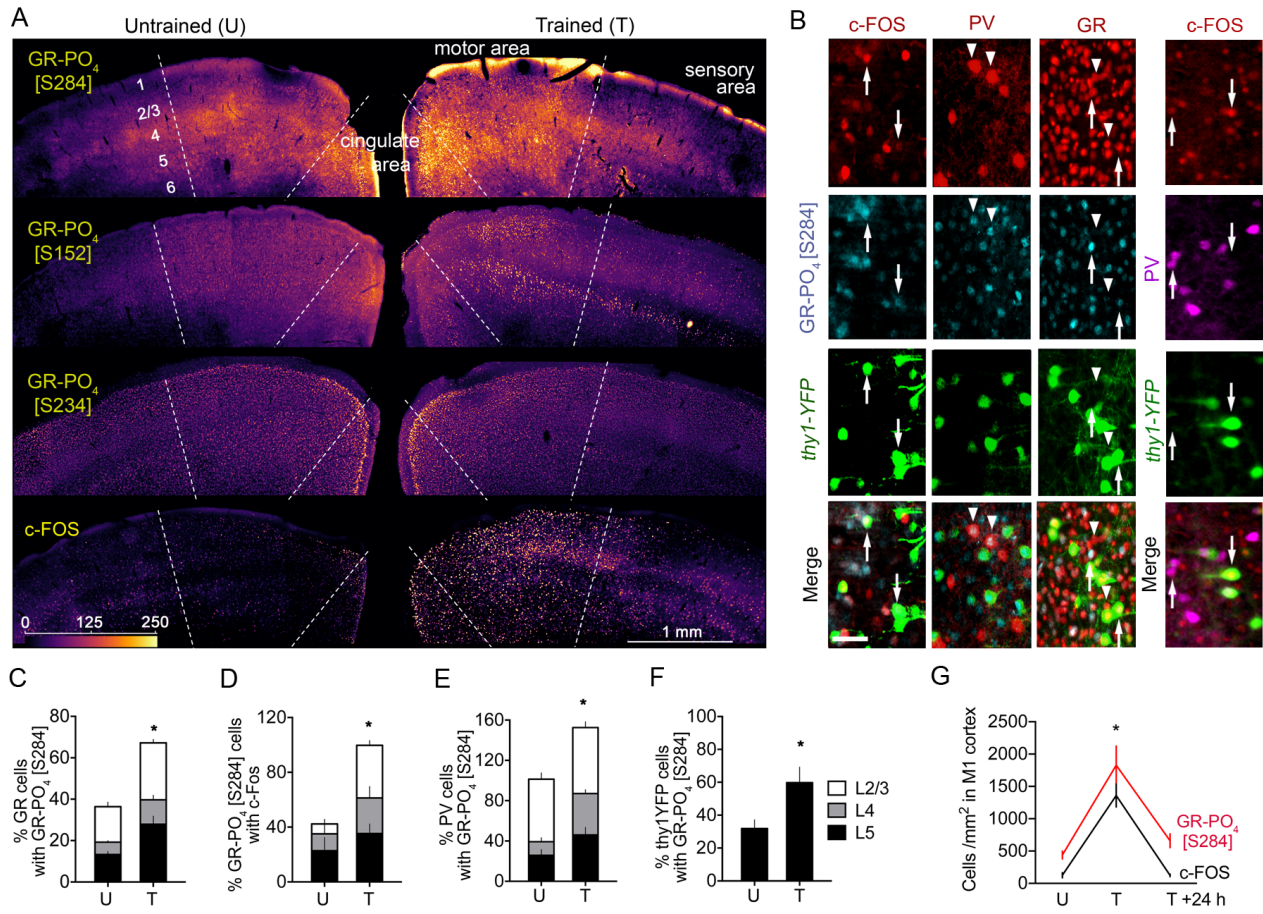 A
Untrained (U)
Trained (T)
GR-PO4
[S284]
motor area
sensory
area
cingulate
area
1
2/3
4
5
6
GR-PO4
[S152]
GR-PO4
[S234]
c-FOS
0 125 250
1 mm
B
c-FOS PV GR c-FOS
GR-PO4 [S284]
PV
thy1-YFP
thy1-YFP
Merge
Merge
C
% GR cells
with GR-PO4 [S284]
80
60
40
20
0
U T
*
D
% GR-PO4 [S284] cells
with c-Fos
120
80
40
0
U T
*
E
% PV cells
with GR-PO4 [S284]
160
120
80
40
0
U T
*
F
% thy1YFP cells
with GR-PO4 [S284]
100
80
60
40
20
0
U T
*
L2/3
L4
L5
G
Cells /mm2 in M1 cortex
2500
2000
1500
1000
500
0
*
GR-PO4
[S284]
c-FOS
U T T +24 h